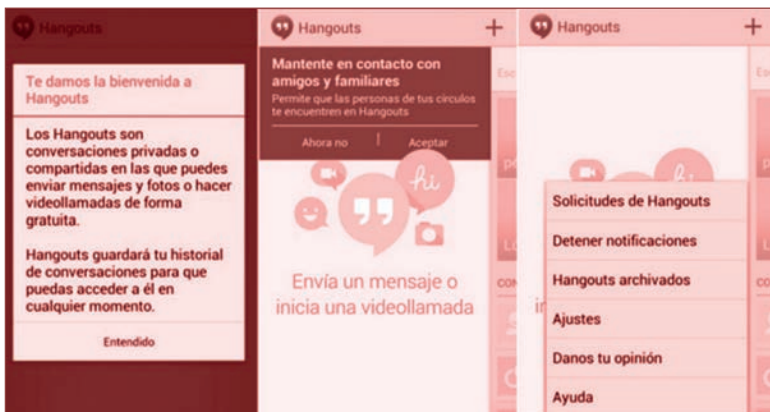 Hangouts
Te damos la bienvenida a
Hangouts
Los Hangouts son
conversaciones privadas o
compartidas en las que puedes
enviar mensajes y fotos o hacer
videollamadas de forma
gratuita.
Hangouts guardará tu historial
de conversaciones para que
puedas acceder a él en
cualquier momento.
Entendido
Hangouts
Mantente en contacto con
amigos y familiares
Permite que las personas de tus círculos
te encuentren en Hangouts
Ahora no
Aceptar
Esc
hi
Envía un mensaje o
inicia una videollamada
CON
Hangouts
hi
Solicitudes de Hangouts
Detener notificaciones
Hangouts archivados
Ajustes
Danos tu opinión
Ayuda